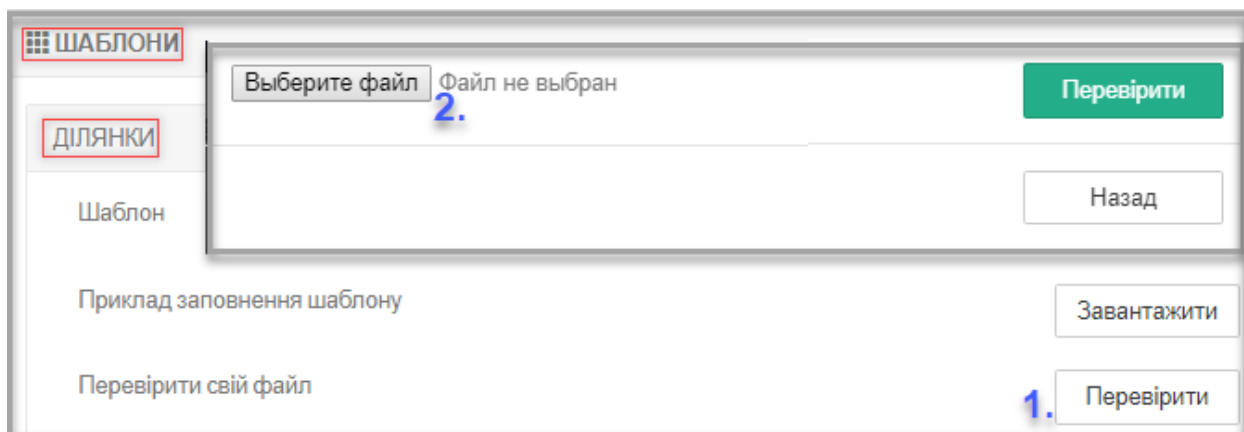 ШАБЛОНИ
Выберите файл Файл не выбран Перевірити
2.
ДІЛЯНКИ
Шаблон
Назад
Приклад заповнення шаблону
Завантажити
Перевірити свій файл
1. Перевірити